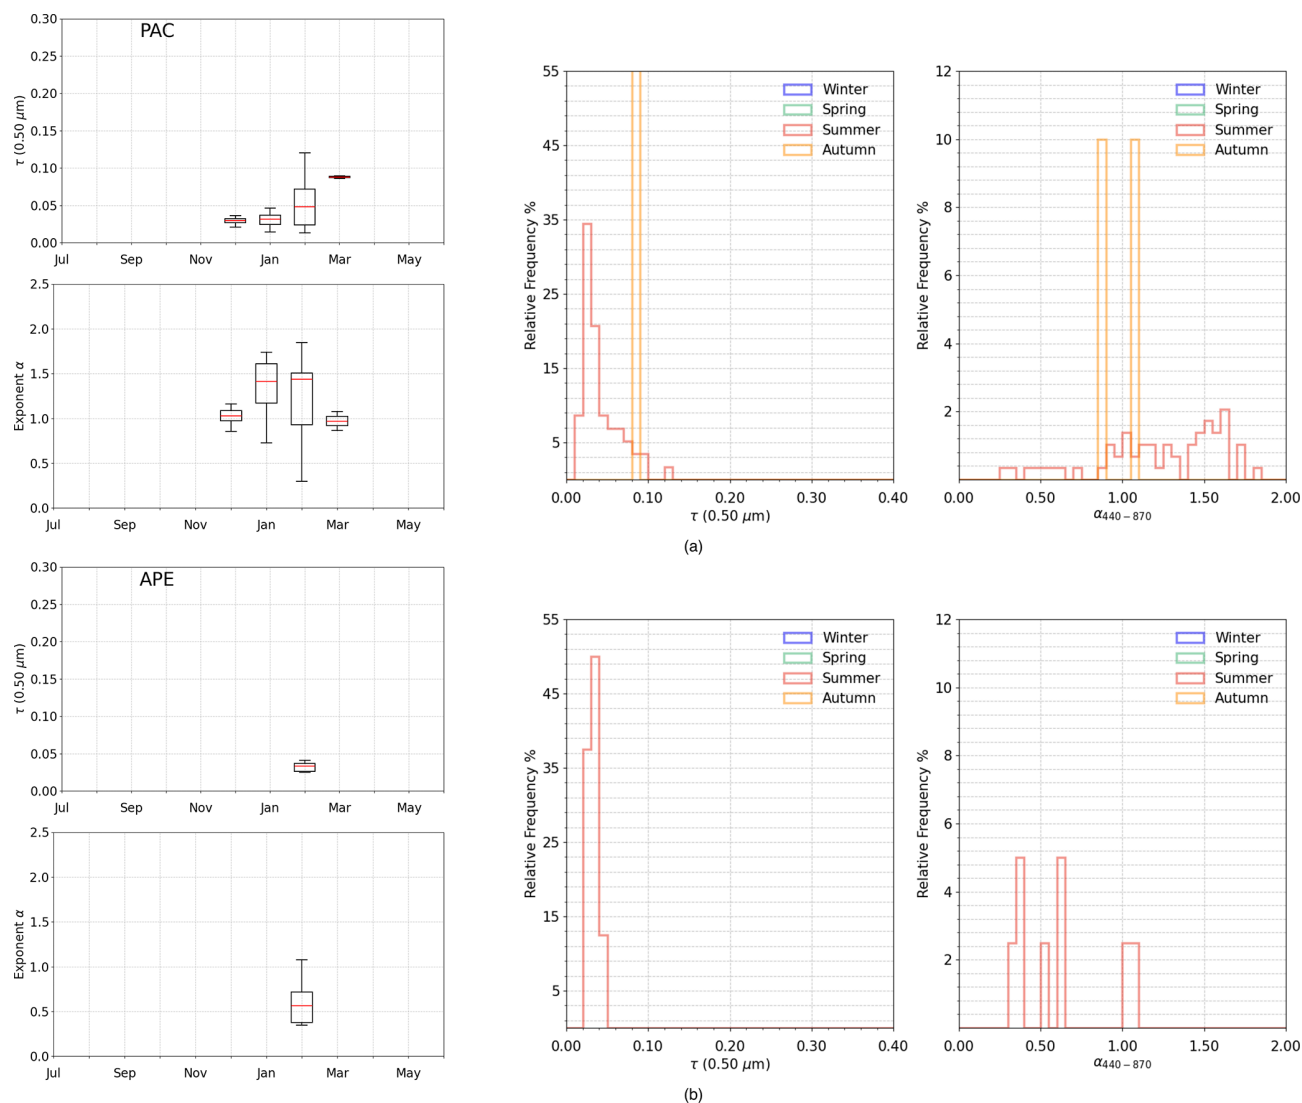 PAC
0.30
0.25
0.20
0.15
0.10
0.05
0.00
τ (0.50 μm)
Jul Sep Nov Jan Mar May
2.5
2.0
1.5
1.0
0.5
0.0
Exponent α
Jul Sep Nov Jan Mar May
55
45
35
25
15
5
Relative Frequency %
Winter
Spring
Summer
Autumn
0.00 0.10 0.20 0.30 0.40
τ (0.50 μm)
12
10
8
6
4
2
Relative Frequency %
Winter
Spring
Summer
Autumn
0.00 0.50 1.00 1.50 2.00
α440−870
(a)
APE
0.30
0.25
0.20
0.15
0.10
0.05
0.00
τ (0.50 μm)
Jul Sep Nov Jan Mar May
2.5
2.0
1.5
1.0
0.5
0.0
Exponent α
Jul Sep Nov Jan Mar May
55
45
35
25
15
5
Relative Frequency %
Winter
Spring
Summer
Autumn
0.00 0.10 0.20 0.30 0.40
τ (0.50 μm)
12
10
8
6
4
2
Relative Frequency %
Winter
Spring
Summer
Autumn
0.00 0.50 1.00 1.50 2.00
α440−870
(b)